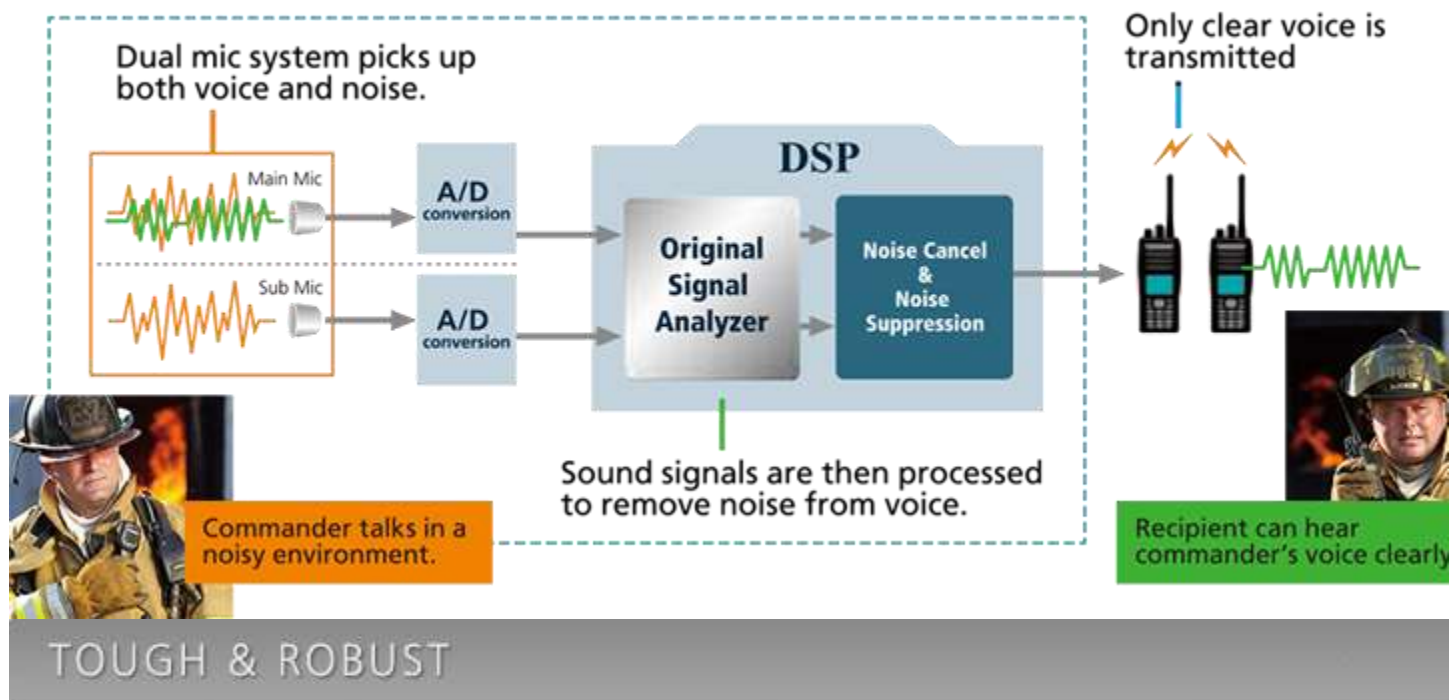 Dual mic system picks up
both voice and noise.
Only clear voice is
transmitted
Main Mic
Sub Mic
A/D
conversion
A/D
conversion
DSP
Original
Signal
Analyzer
Noise Cancel
&
Noise
Suppression
Sound signals are then processed
to remove noise from voice.
Commander talks in a
noisy environment.
Recipient can hear
commander's voice clearly
TOUGH & ROBUST